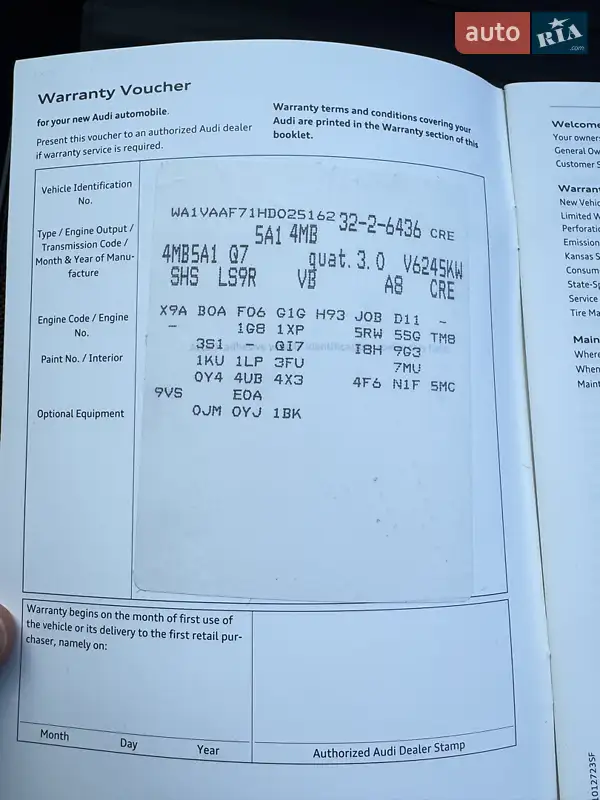 auto RIA .com
Warranty Voucher
for your new Audi automobile.
Present this voucher to an authorized Audi dealer
if warranty service is required.
Warranty terms and conditions covering your
Audi are printed in the Warranty section of this
booklet.
Vehicle Identification
No.
Type / Engine Output /
Transmission Code /
Month & Year of Manu-
facture
Engine Code / Engine
No.
Paint No. / Interior
Optional Equipment
WA1VAAF71HD025162 32-2-6436 CRE
5A1 4MB
4MB5A1 Q7 quat.3.0 V6245KW
SHS LS9R VB A8 CRE
X9A B0A F06 G1G H93 J0B D11 -
- 1G8 1XP 5RW 5SG TM8
3S1 - QI7 I8H 9G3
1KU 1LP 3FU 7MU
0Y4 4UB 4X3 4F6 N1F 5MC
9VS E0A
0JM 0YJ 1BK
Warranty begins on the month of first use of
the vehicle or its delivery to the first retail pur-
chaser, namely on:
Month Day Year
Authorized Audi Dealer Stamp
Welcome
Your owner
General Ow
Customer S
Warran
New Vehic
Limited W
Perforatio
Emission
Kansas S
Consum
State-Sp
Service
Tire Ma
Main
Where
When
Maint
1012723SF